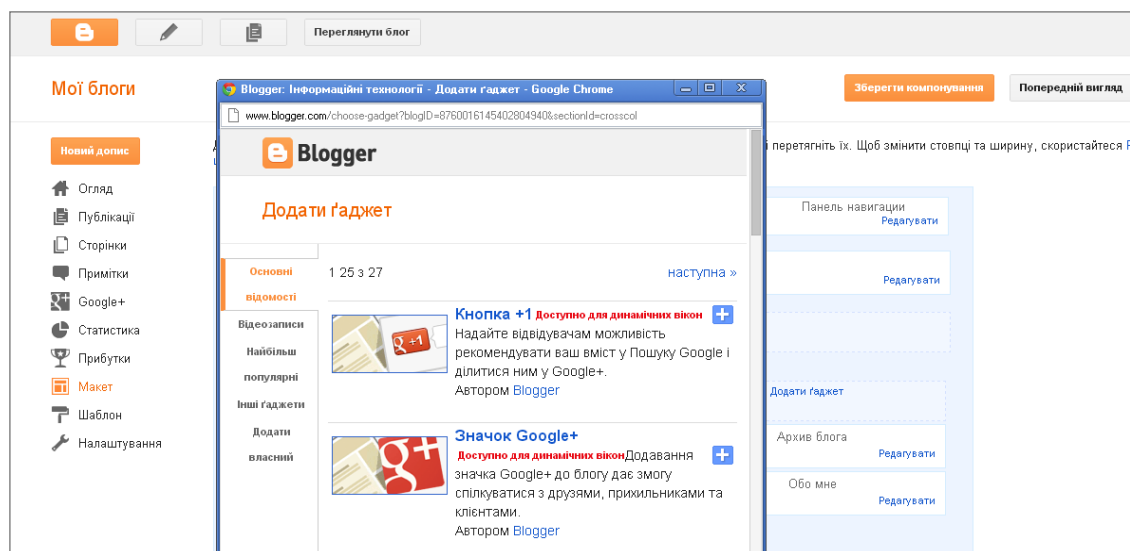 Переглянути блог
Мої блоги
Зберегти компонування
Попередній вигляд
Новий допис
Огляд
Публікації
Сторінки
Примітки
Google+
Статистика
Прибутки
Макет
Шаблон
Налаштування
Blogger: Інформаційні технології - Додати ґаджет - Google Chrome
www.blogger.com/choose-gadget?blogID=8760016145402804940&sectionId=crosscol
Blogger
Додати ґаджет
Основні
відомості
Відеозаписи
Найбільш
популярні
Інші ґаджети
Додати
власний
1 25 з 27
наступна »
Кнопка +1 Доступно для динамічних вікон
Надайте відвідувачам можливість
рекомендувати ваш вміст у Пошуку Google і
ділитися ним у Google+.
Автором Blogger
g +1
Значок Google+
Доступно для динамічних вікон Додавання
значка Google+ до блогу дає змогу
спілкуватися з друзями, прихильниками та
клієнтами.
Автором Blogger
g+
і перетягніть їх. Щоб змінити стовпці та ширину, скористайтеся
Панель навигации
Редагувати
Редагувати
Додати ґаджет
Архив блога
Редагувати
Обо мне
Редагувати